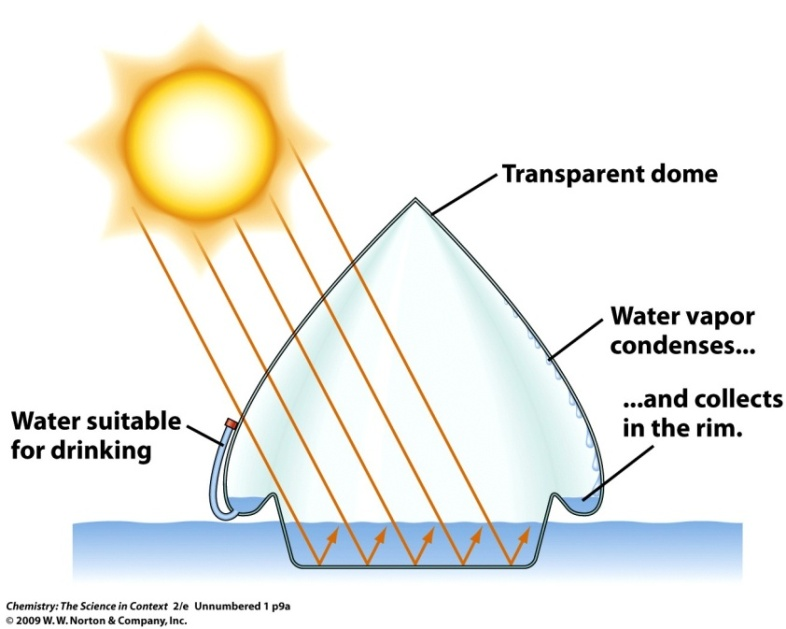 Transparent dome
Water vapor
condenses...
...and collects
in the rim.
Water suitable
for drinking
Chemistry: The Science in Context 2/e Unnumbered 1 p9a
© 2009 W. W. Norton & Company, Inc.